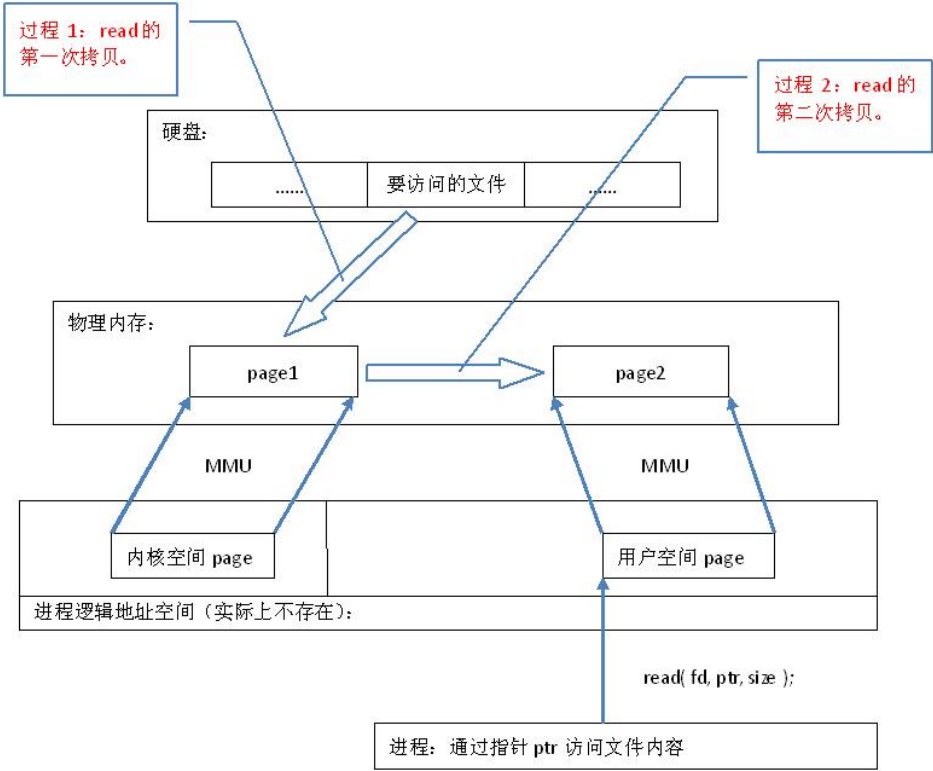 过程 1：read的
第一次拷贝。
过程 2：read 的
第二次拷贝。
硬盘：
......
要访问的文件
......
物理内存：
page1
page2
MMU
MMU
内核空间 page
用户空间 page
进程逻辑地址空间（实际上不存在）：
read( fd, ptr, size );
进程：通过指针 ptr 访问文件内容